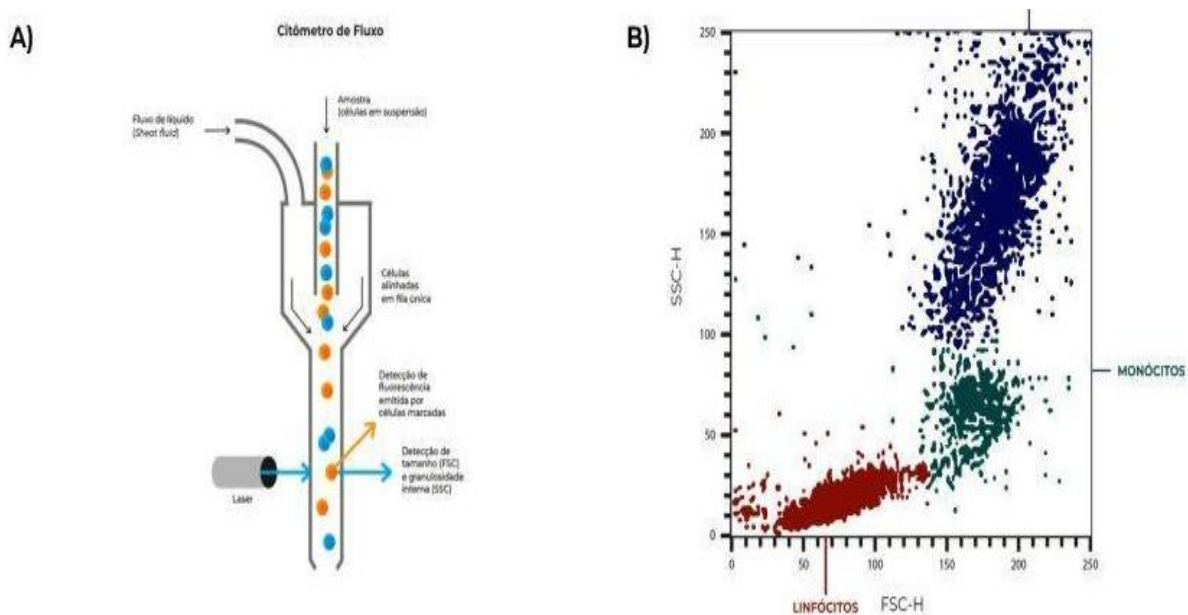 A)
Citômetro de Fluxo
Amostra
(células em suspensão)
Fluxo de líquido
(Sheat fluid)
Células
alinhadas
em fila única
Detecção de
fluorescência
emitida por
células marcadas
Detecção de
tamanho (FSC)
e granulosidade
interna (SSC)
Laser
B)
250
200
150
100
50
0
SSC-H
MONÓCITOS
0
50
100
150
200
250
LINFÓCITOS
FSC-H